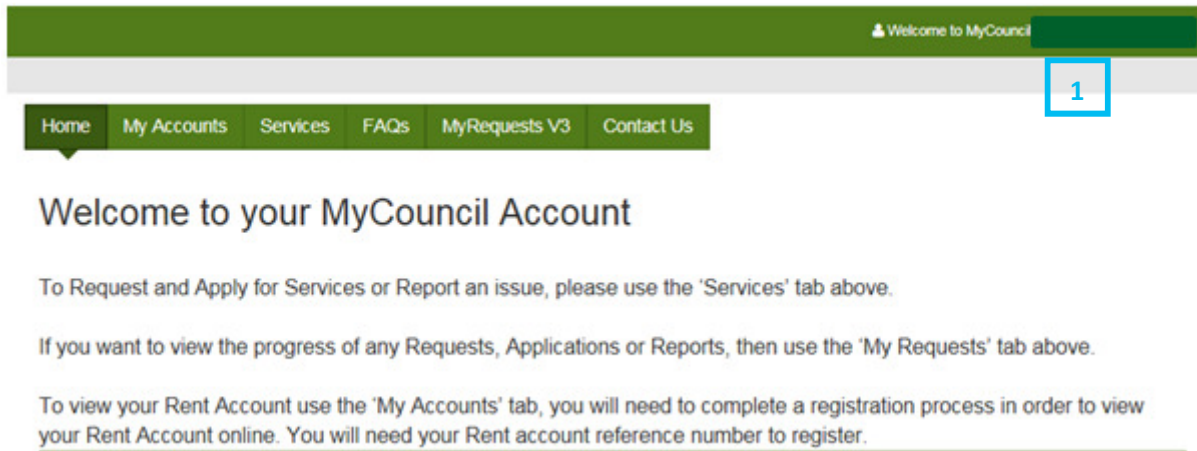 Welcome to MyCouncil
1
Home My Accounts Services FAQs MyRequests V3 Contact Us
Welcome to your MyCouncil Account
To Request and Apply for Services or Report an issue, please use the 'Services' tab above.
If you want to view the progress of any Requests, Applications or Reports, then use the 'My Requests' tab above.
To view your Rent Account use the 'My Accounts' tab, you will need to complete a registration process in order to view
your Rent Account online. You will need your Rent account reference number to register.